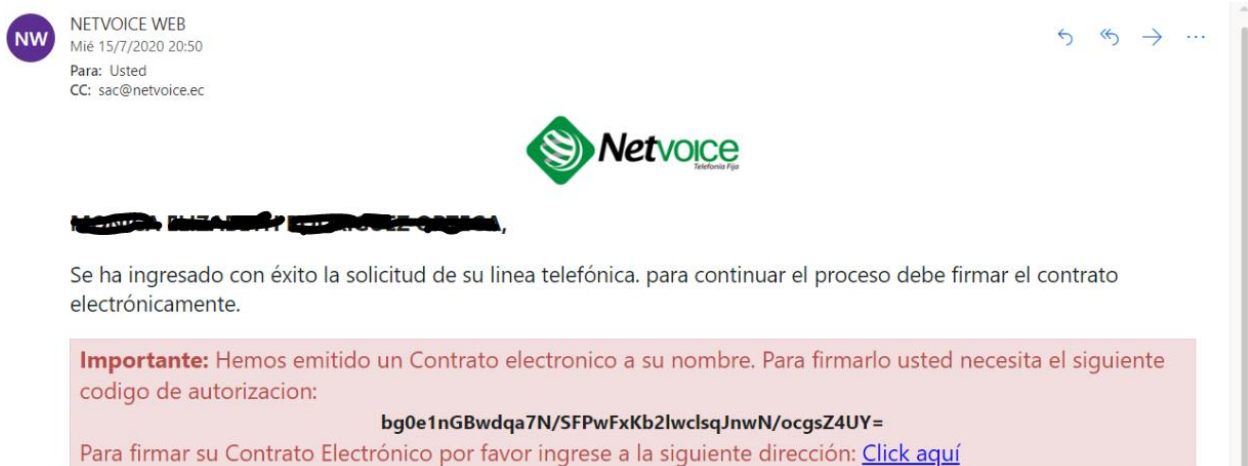 NW
NETVOICE WEB
Mié 15/7/2020 20:50
Para: Usted
CC: sac@netvoice.ec
Netvoice
Telefonía Fija
,
Se ha ingresado con éxito la solicitud de su linea telefónica. para continuar el proceso debe firmar el contrato
electrónicamente.
Importante: Hemos emitido un Contrato electronico a su nombre. Para firmarlo usted necesita el siguiente
codigo de autorizacion:
bg0e1nGBwdqa7N/SFPwFxKb2lwclsqJnwN/ocgsZ4UY=
Para firmar su Contrato Electrónico por favor ingrese a la siguiente dirección: Click aquí